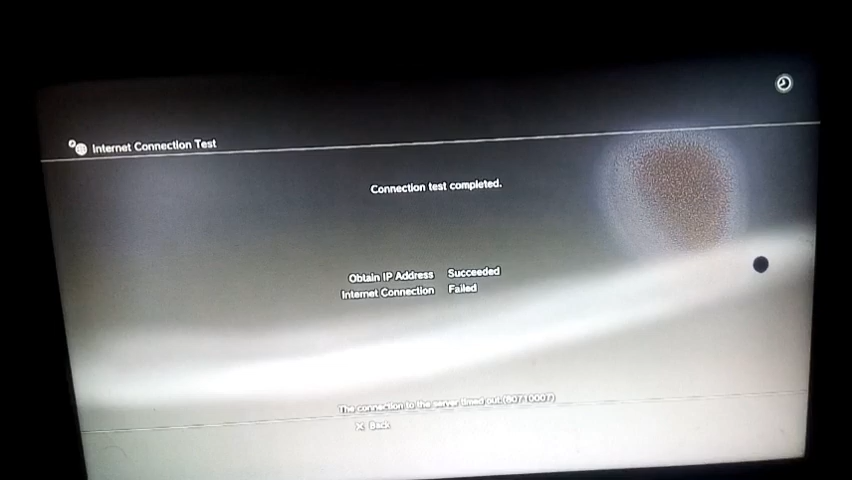 Internet Connection Test
Connection test completed.
Obtain IP Address Succeeded
Internet Connection Failed
The connection to the server timed out.(80710007)
Back